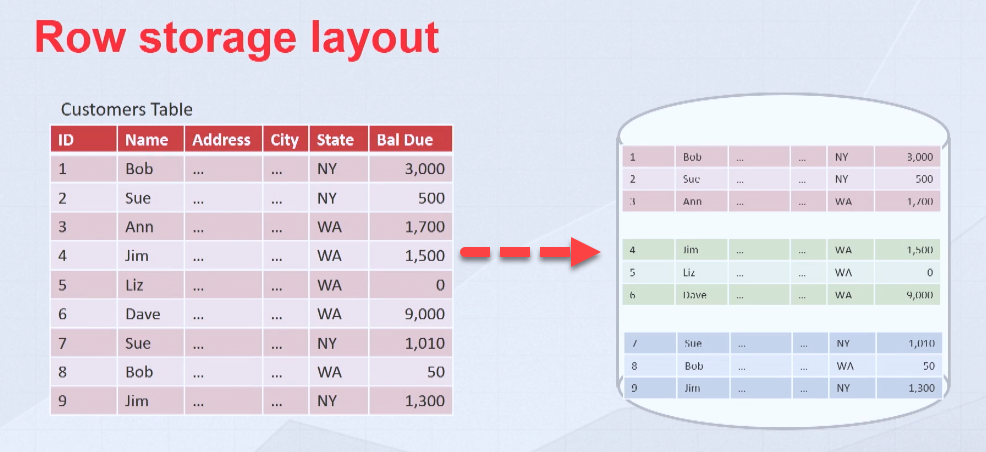 Row storage layout
Customers Table
ID Name Address City State Bal Due
1 Bob ... ... NY 3,000
2 Sue ... ... NY 500
3 Ann ... ... WA 1,700
4 Jim ... ... WA 1,500
5 Liz ... ... WA 0
6 Dave ... ... WA 9,000
7 Sue ... ... NY 1,010
8 Bob ... ... WA 50
9 Jim ... ... NY 1,300
1 Bob ... ... NY 3,000
2 Sue ... ... NY 500
3 Ann ... ... WA 1,700
4 Jim ... ... WA 1,500
5 Liz ... ... WA 0
6 Dave ... ... WA 9,000
7 Sue ... ... NY 1,010
8 Bob ... ... WA 50
9 Jim ... ... NY 1,300